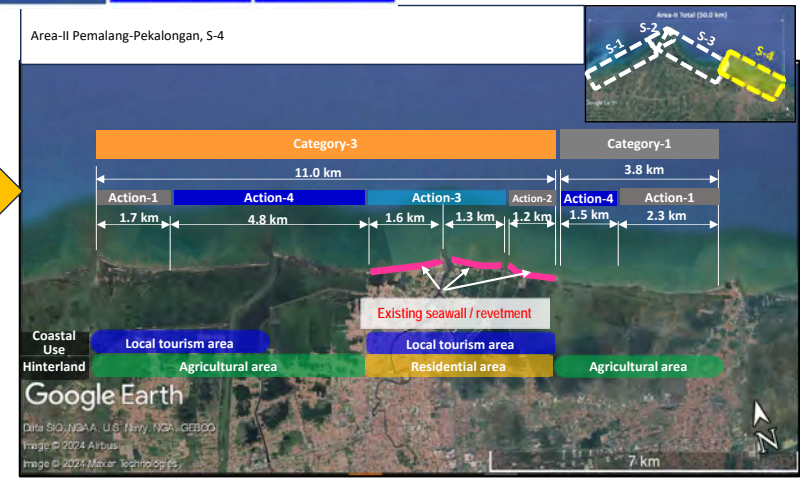 Area-II Pemalang-Pekalongan, S-4
Area-II Total (50.0 km)
S-1
S-2
S-3
S-4
Google Earth
Category-3
Category-1
11.0 km
3.8 km
Action-1
Action-4
Action-3
Action-2
Action-4
Action-1
1.7 km
4.8 km
1.6 km
1.3 km
1.2 km
1.5 km
2.3 km
Existing seawall / revetment
Coastal
Use
Local tourism area
Local tourism area
Hinterland
Agricultural area
Residential area
Agricultural area
Google Earth
Data SIO, NOAA, U.S. Navy, NGA, GEBCO
Image © 2024 Airbus
Image © 2024 Maxar Technologies
N
7 km